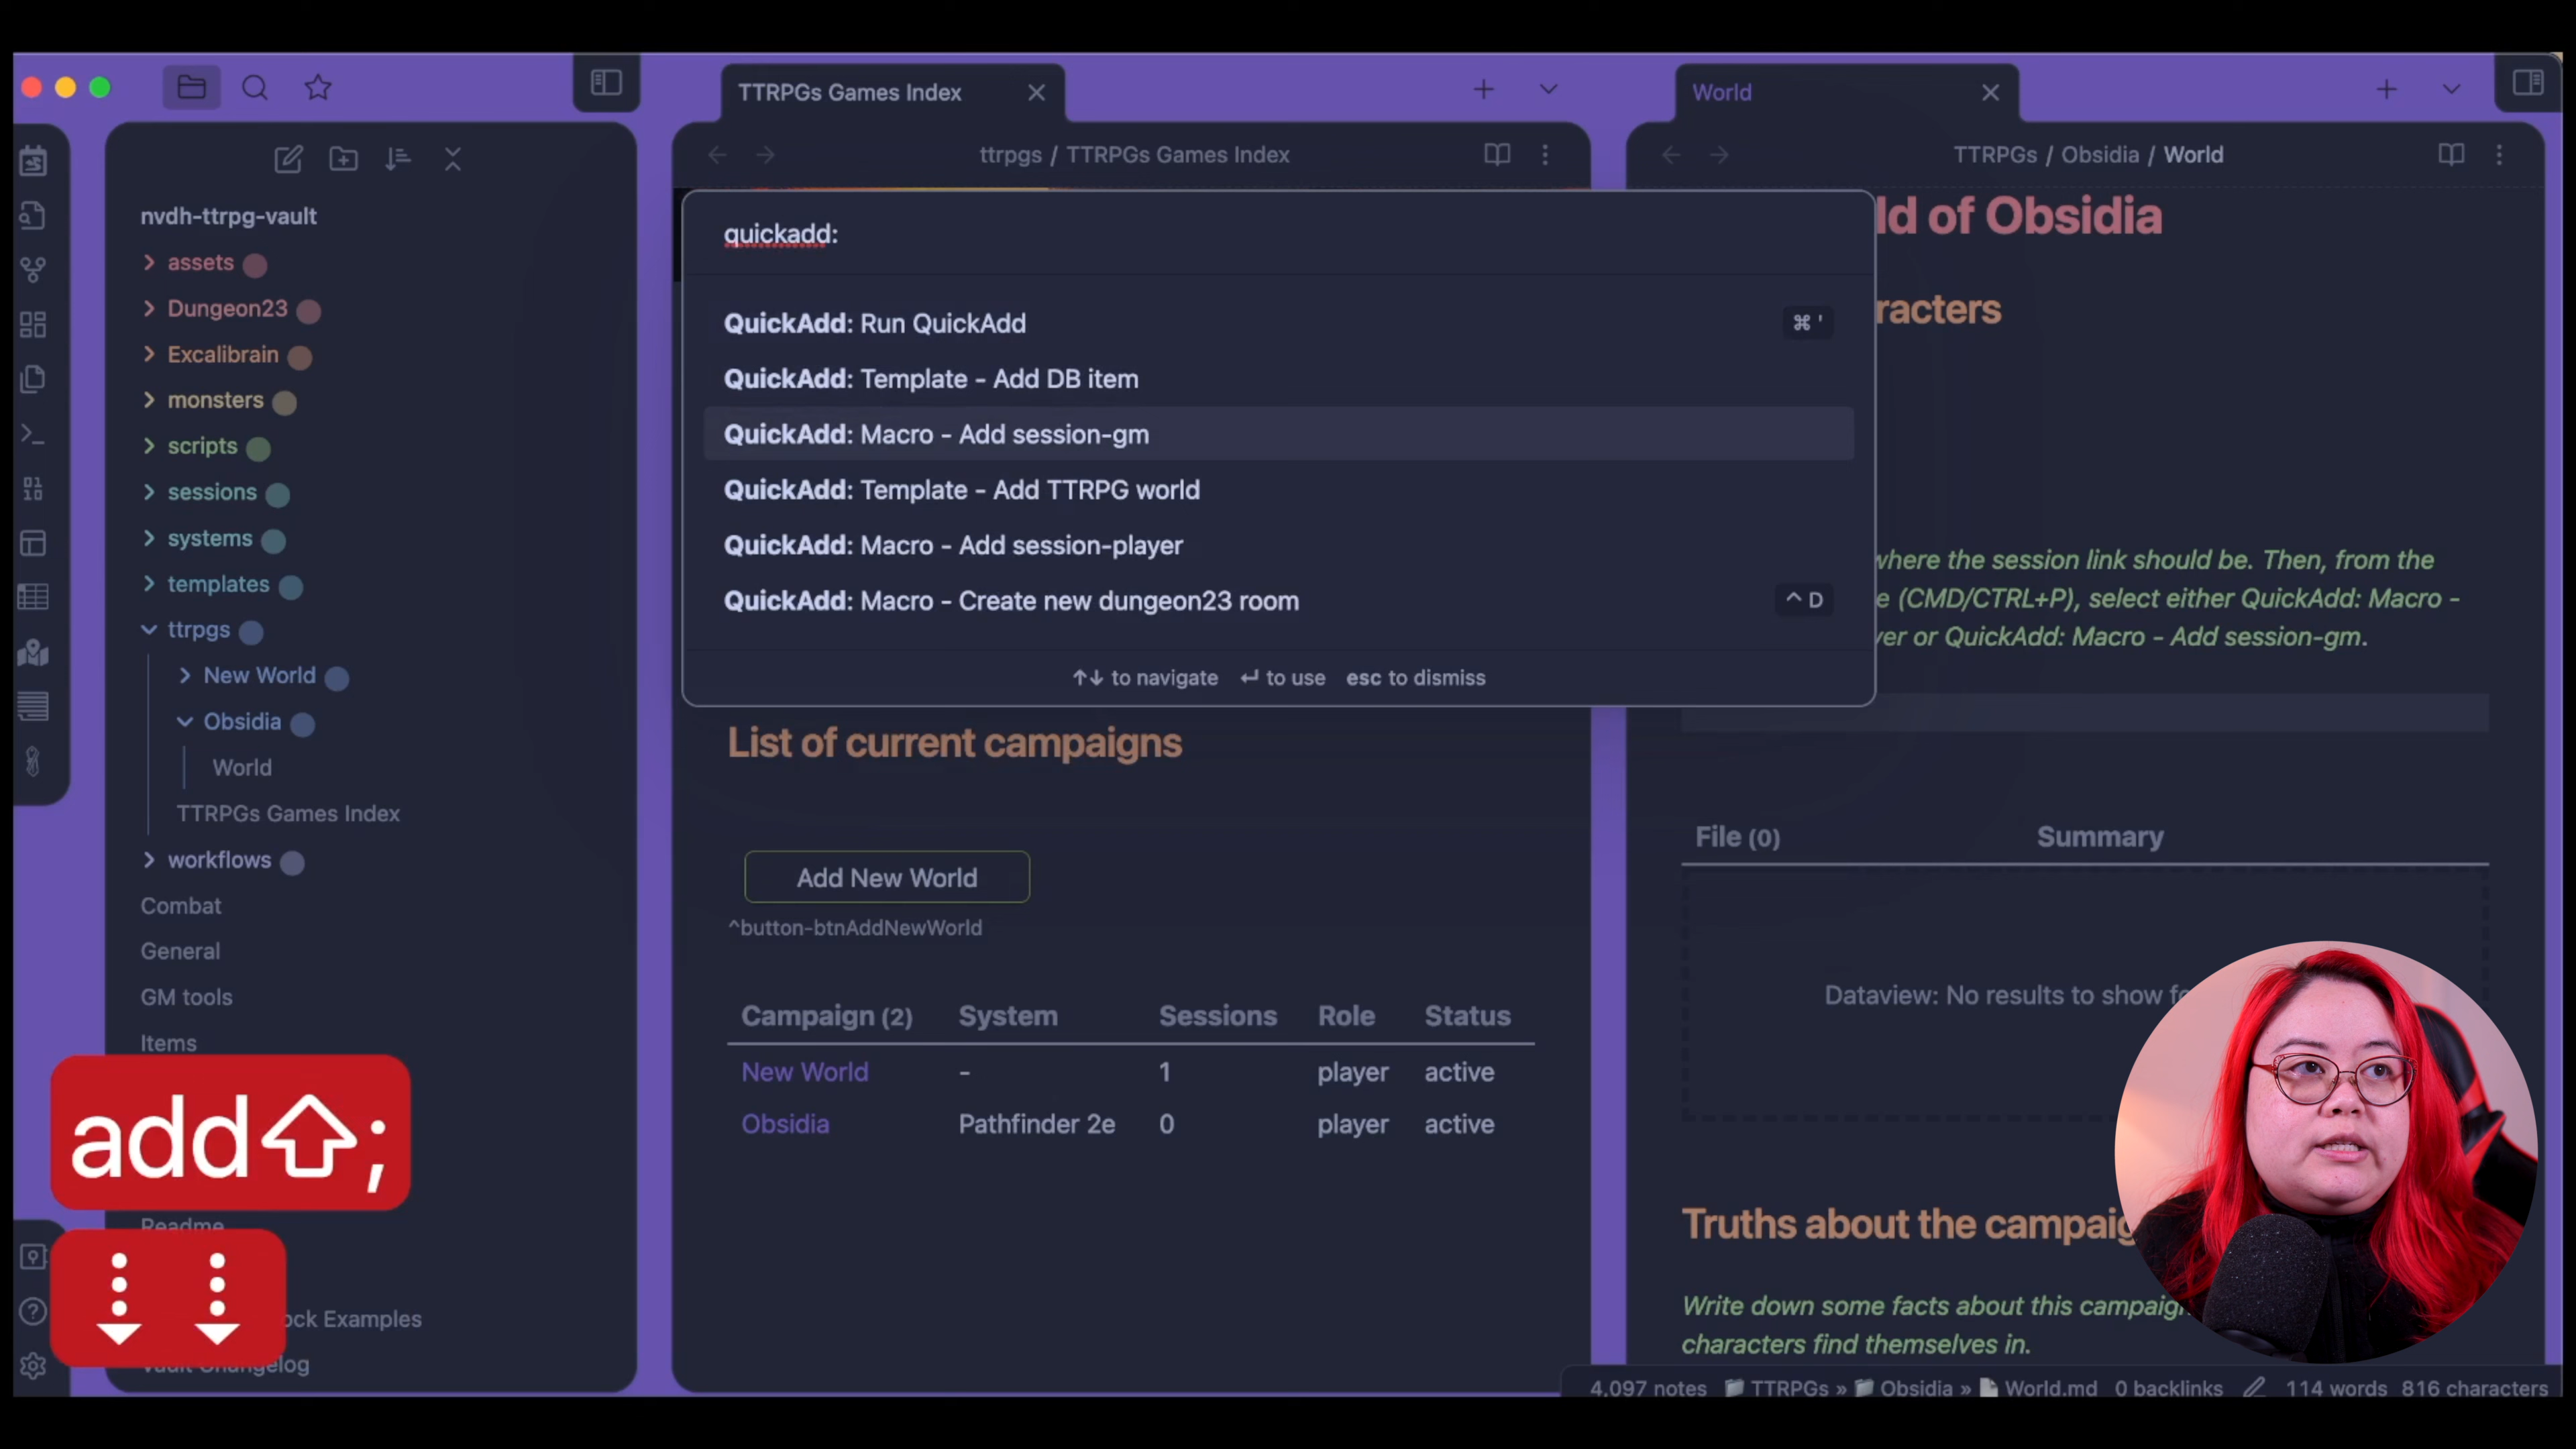 TTRPGs Games Index
World
nvdh-ttrpg-vault
assets
Dungeon23
Excalibrain
monsters
scripts
sessions
systems
templates
ttrpgs
New World
Obsidia
World
TTRPGs Games Index
workflows
Combat
General
GM tools
Items
Readme
ock Examples
Vault Changelog
add⇧;
ttrpgs / TTRPGs Games Index
quickadd:
QuickAdd: Run QuickAdd ⌘ '
QuickAdd: Template - Add DB item
QuickAdd: Macro - Add session-gm
QuickAdd: Template - Add TTRPG world
QuickAdd: Macro - Add session-player
QuickAdd: Macro - Create new dungeon23 room ^ D
↑↓ to navigate ↵ to use esc to dismiss
List of current campaigns
Add New World
^button-btnAddNewWorld
Campaign (2) System Sessions Role Status
New World - 1 player active
Obsidia Pathfinder 2e 0 player active
TTRPGs / Obsidia / World
ld of Obsidia
racters
where the session link should be. Then, from the
e (CMD/CTRL+P), select either QuickAdd: Macro -
yer or QuickAdd: Macro - Add session-gm.
File (0) Summary
Dataview: No results to show fo
Truths about the campaig
Write down some facts about this campaign
characters find themselves in.
4,097 notes TTRPGs » Obsidia » World.md 0 backlinks 114 words 816 characters